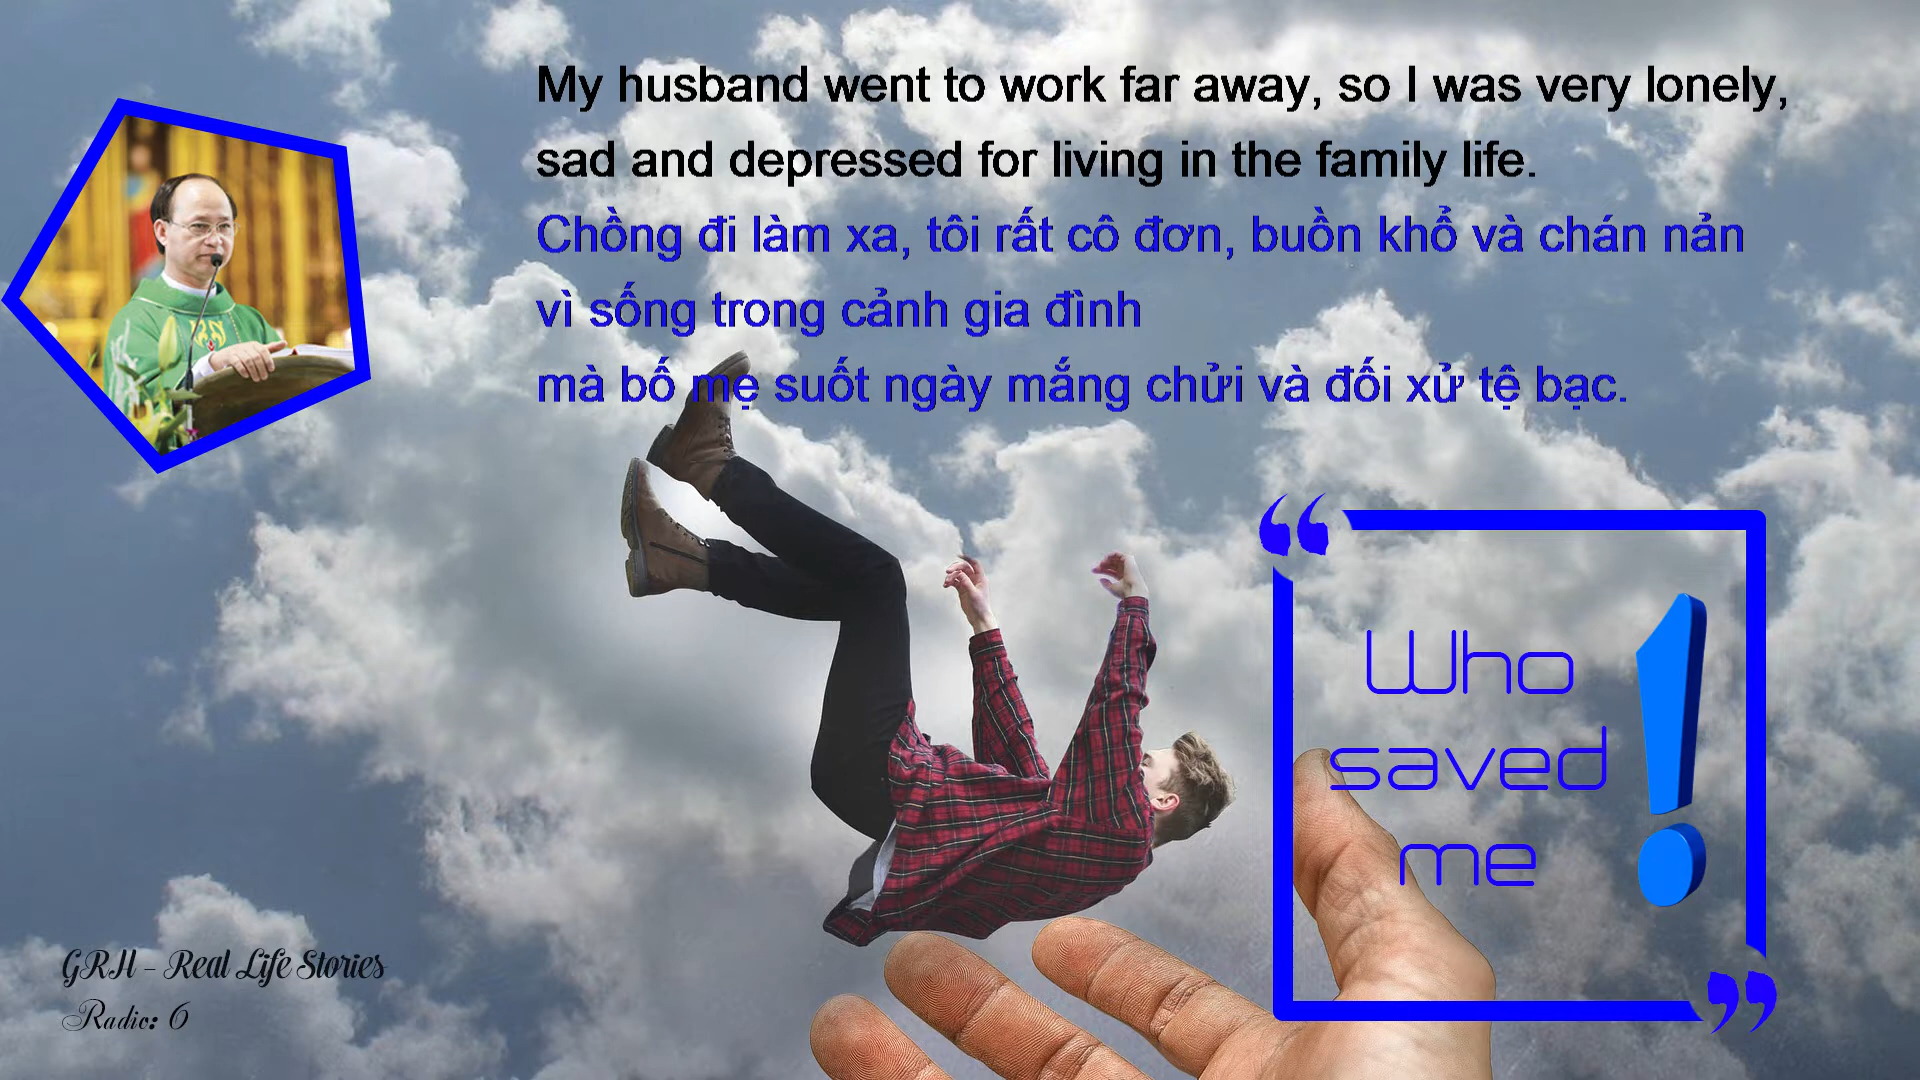 My husband went to work far away, so I was very lonely,
sad and depressed for living in the family life.
Chồng đi làm xa, tôi rất cô đơn, buồn khổ và chán nản
vì sống trong cảnh gia đình
mà bố mẹ suốt ngày mắng chửi và đối xử tệ bạc.
“
Who
saved
me
!
”
GRH - Real Life Stories
Radio: 6